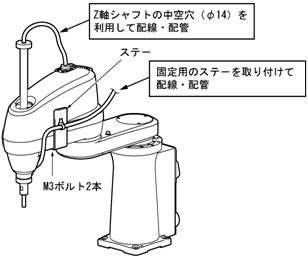 Z軸シャフトの中空穴（φ14）を
利用して配線・配管
ステー
固定用のステーを取り付けて
配線・配管
M3ボルト2本